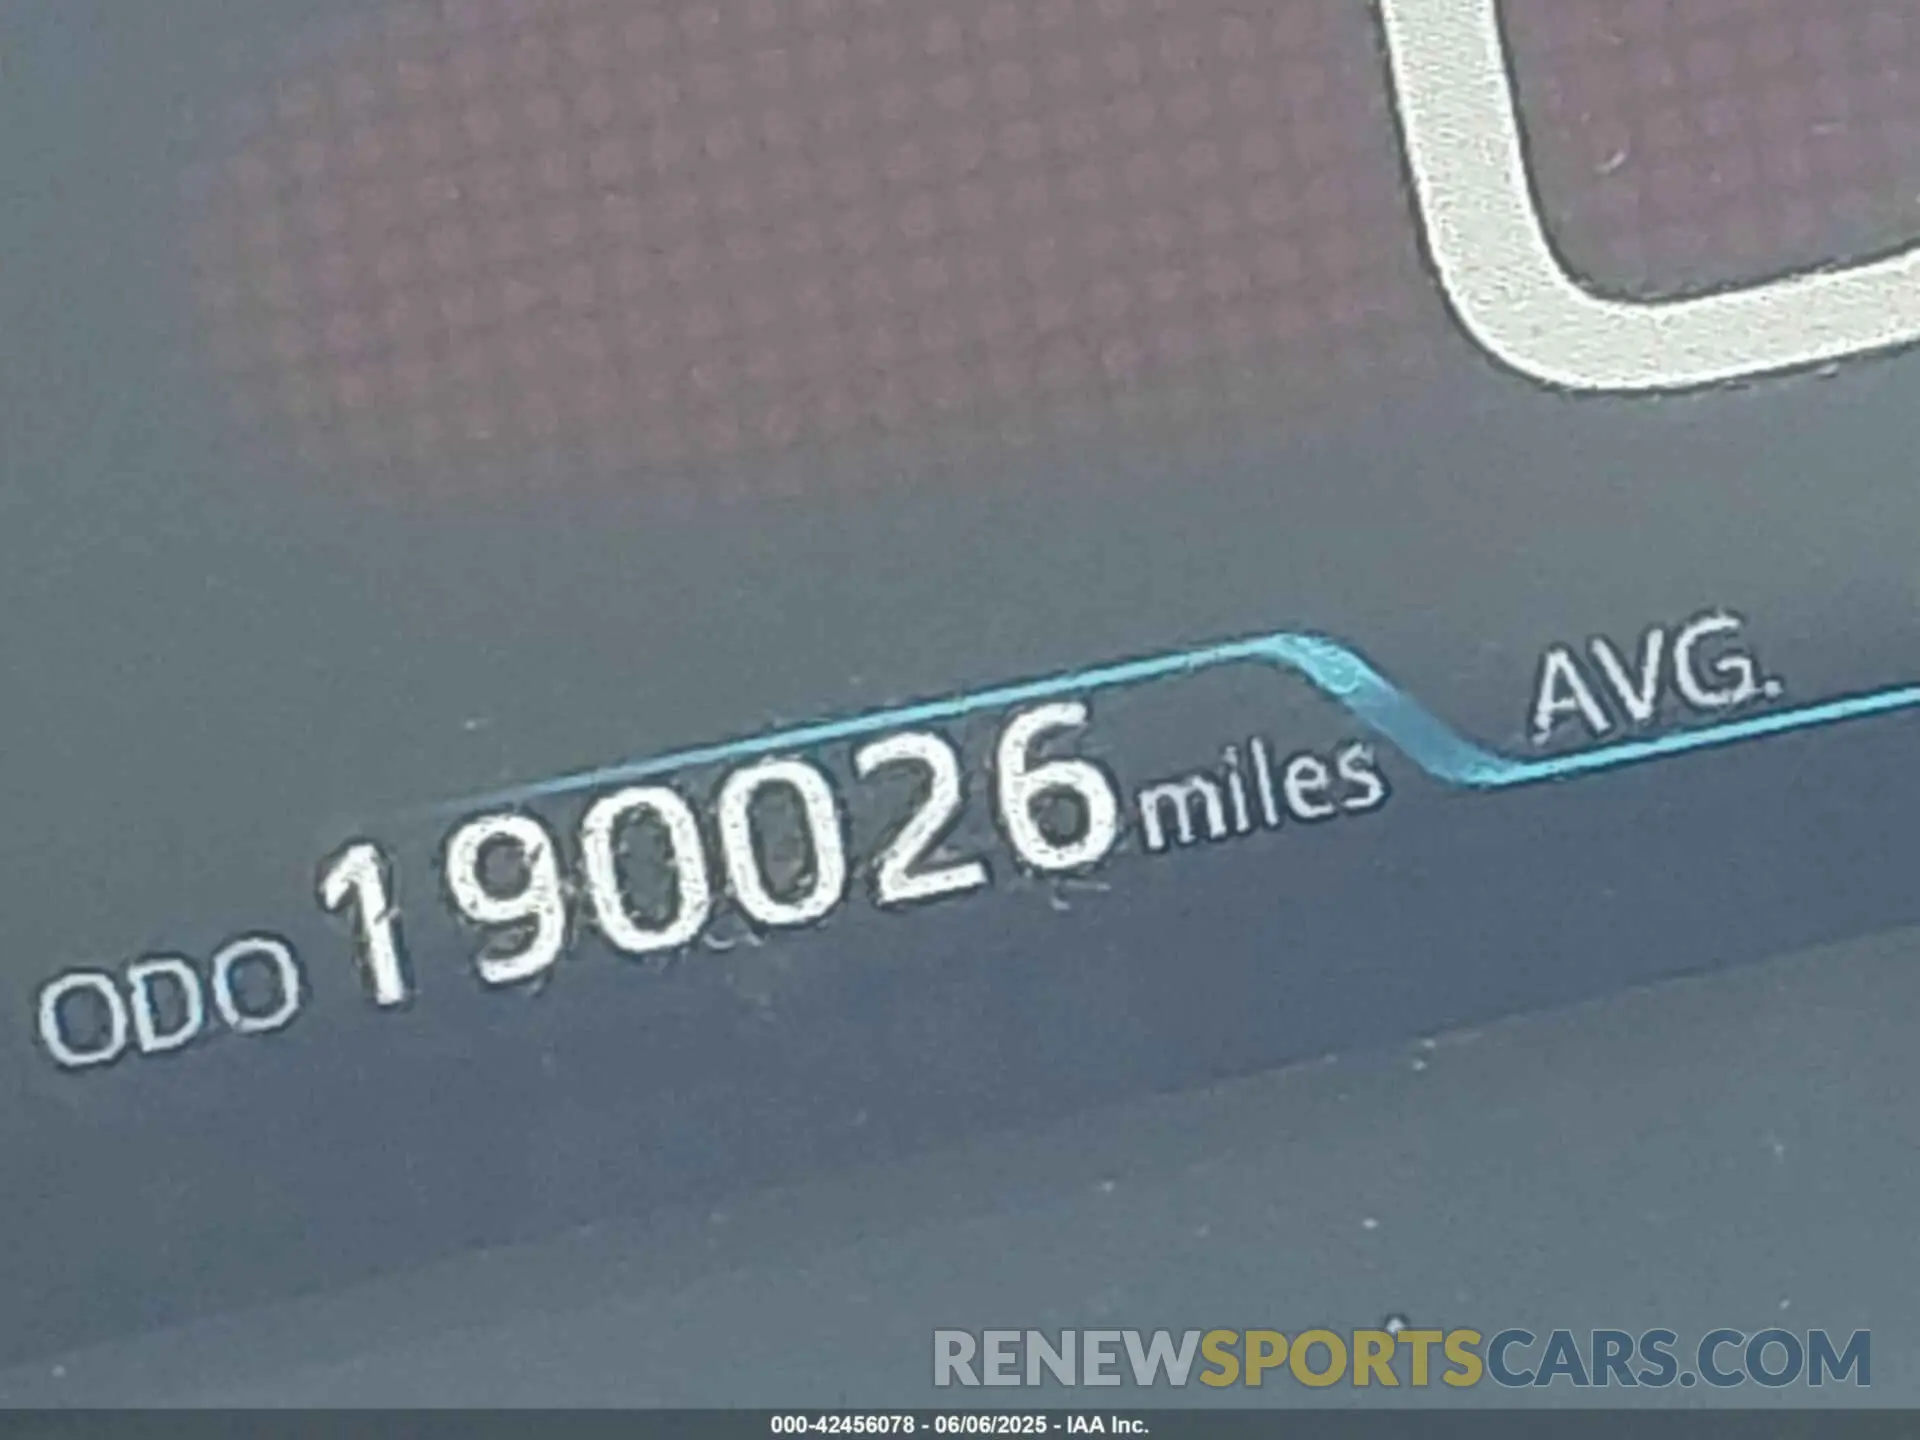 AVG.
ODO 190026 miles
RENEWSPORTSCARS.COM
000-42456078 - 06/06/2025 - IAA Inc.